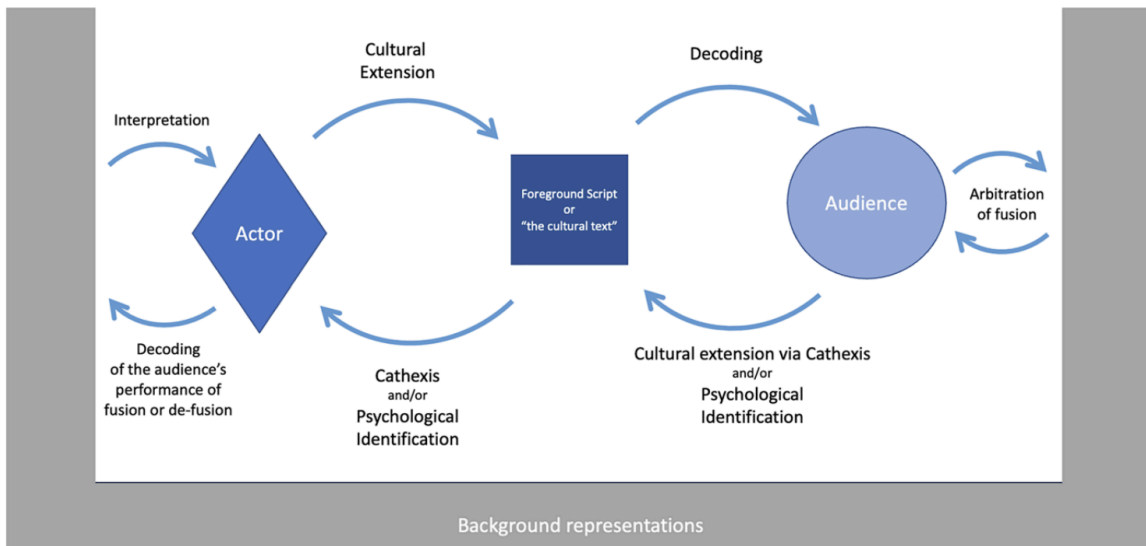 Cultural
Extension
Decoding
Interpretation
Foreground Script
or
“the cultural text”
Actor
Audience
Arbitration
of fusion
Decoding
of the audience’s
performance of
fusion or de-fusion
Cathexis
and/or
Psychological
Identification
Cultural extension via Cathexis
and/or
Psychological
Identification
Background representations